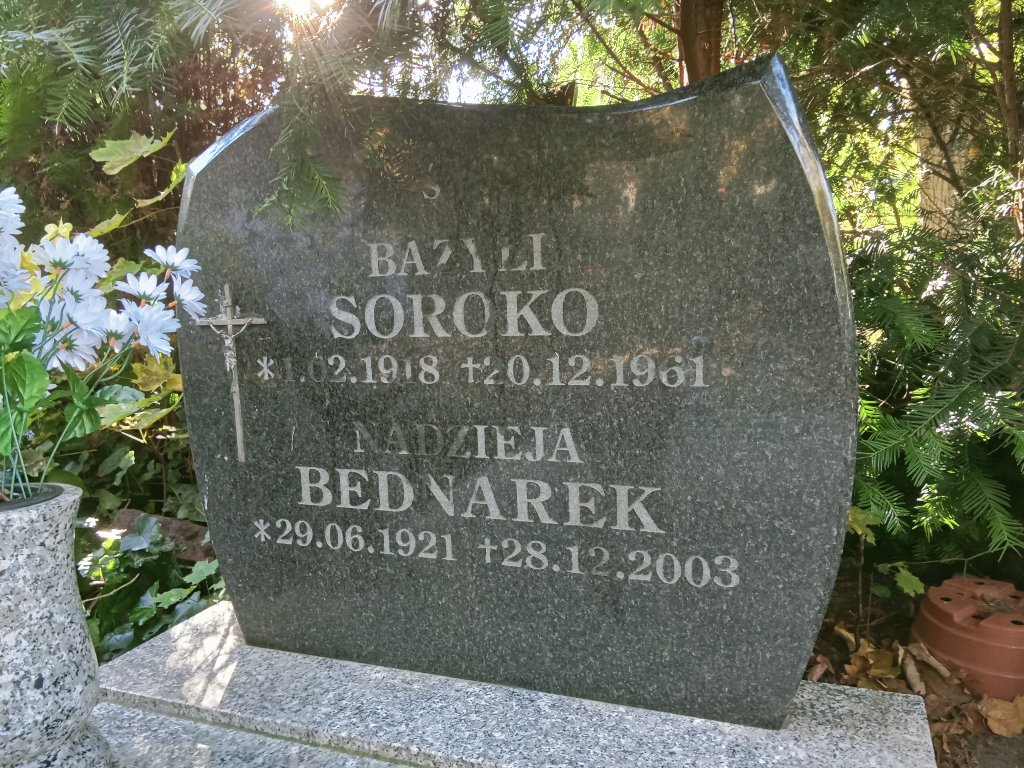 BAZYLI
SOROKO
*1.02.1918 †20.12.1961
NADZIEJA
BEDNAREK
*29.06.1921 †28.12.2003